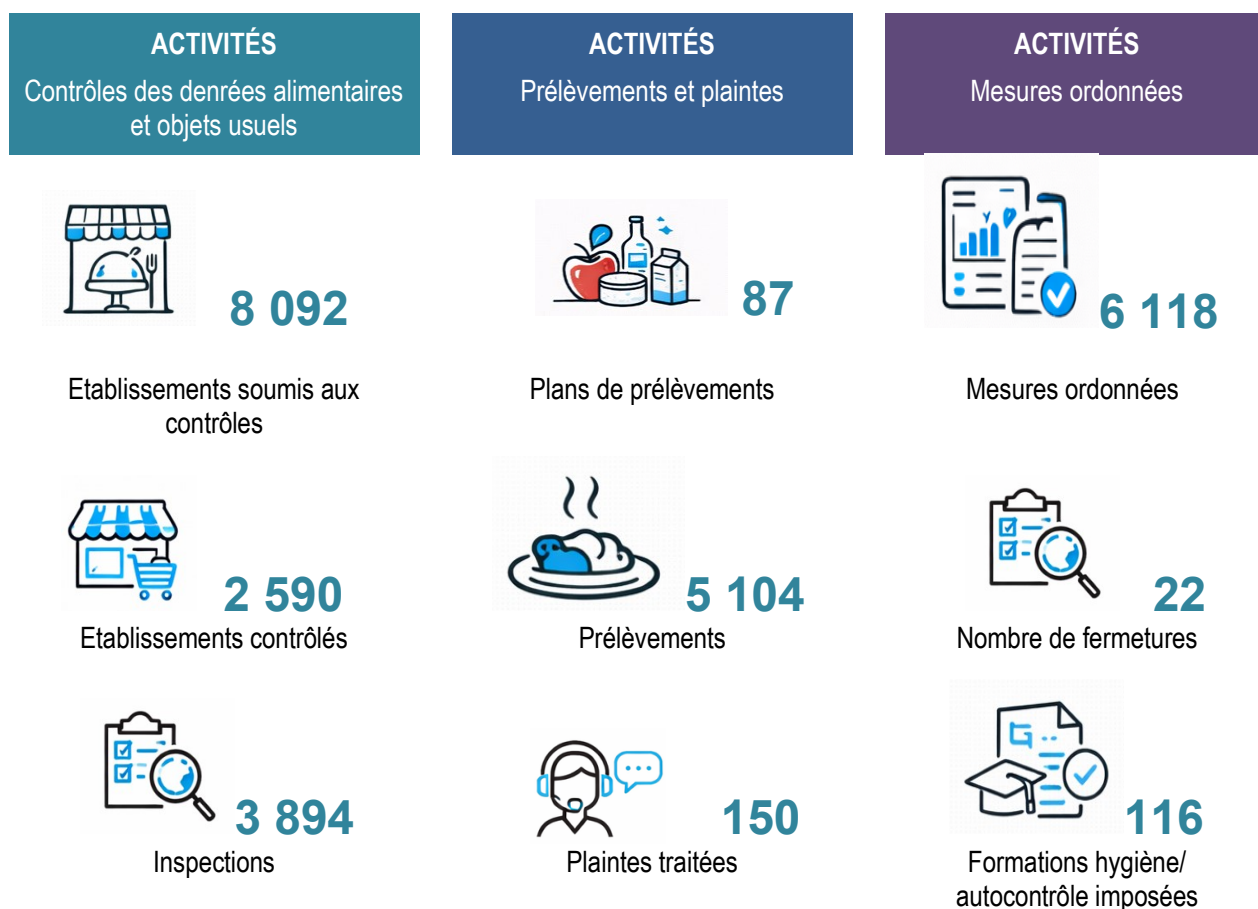 ACTIVITÉS
Contrôles des denrées alimentaires
et objets usuels
8 092
Etablissements soumis aux
contrôles
2 590
Etablissements contrôlés
3 894
Inspections
ACTIVITÉS
Prélèvements et plaintes
87
Plans de prélèvements
5 104
Prélèvements
150
Plaintes traitées
ACTIVITÉS
Mesures ordonnées
6 118
Mesures ordonnées
22
Nombre de fermetures
116
Formations hygiène/
autocontrôle imposées